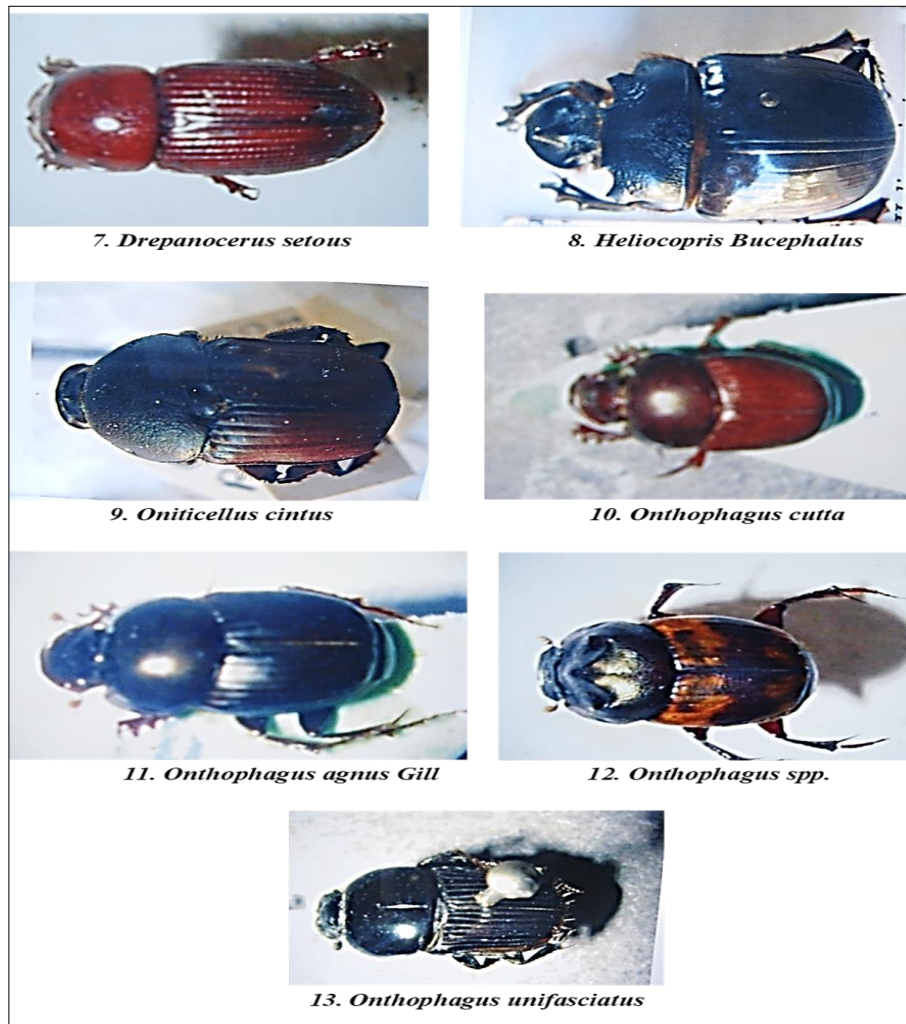 7. Drepanocerus setous
8. Heliocopris Bucephalus
9. Oniticellus cintus
10. Onthophagus cutta
11. Onthophagus agnus Gill
12. Onthophagus spp.
13. Onthophagus unifasciatus